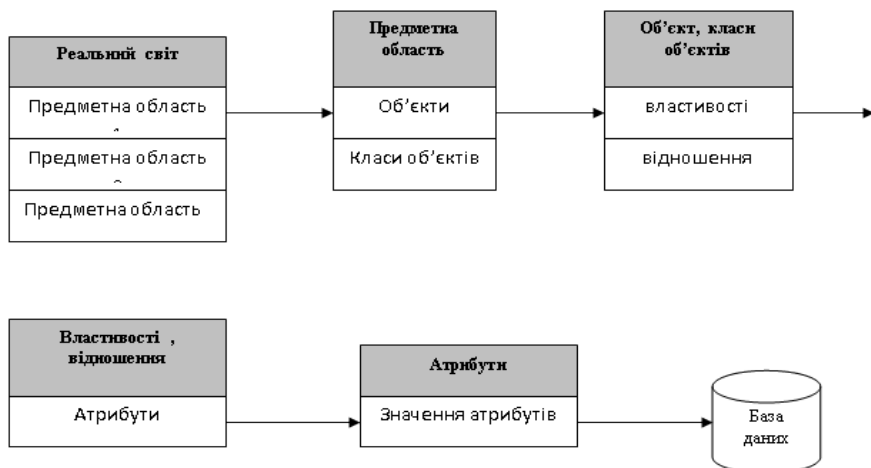 Реальний світ
Предметна область
Предметна область
Предметна область
Предметна
область
Об'єкти
Класи об'єктів
Об'єкт, класи
об'єктів
властивості
відношення
Властивості ,
відношення
Атрибути
Атрибути
Значення атрибутів
База
даних